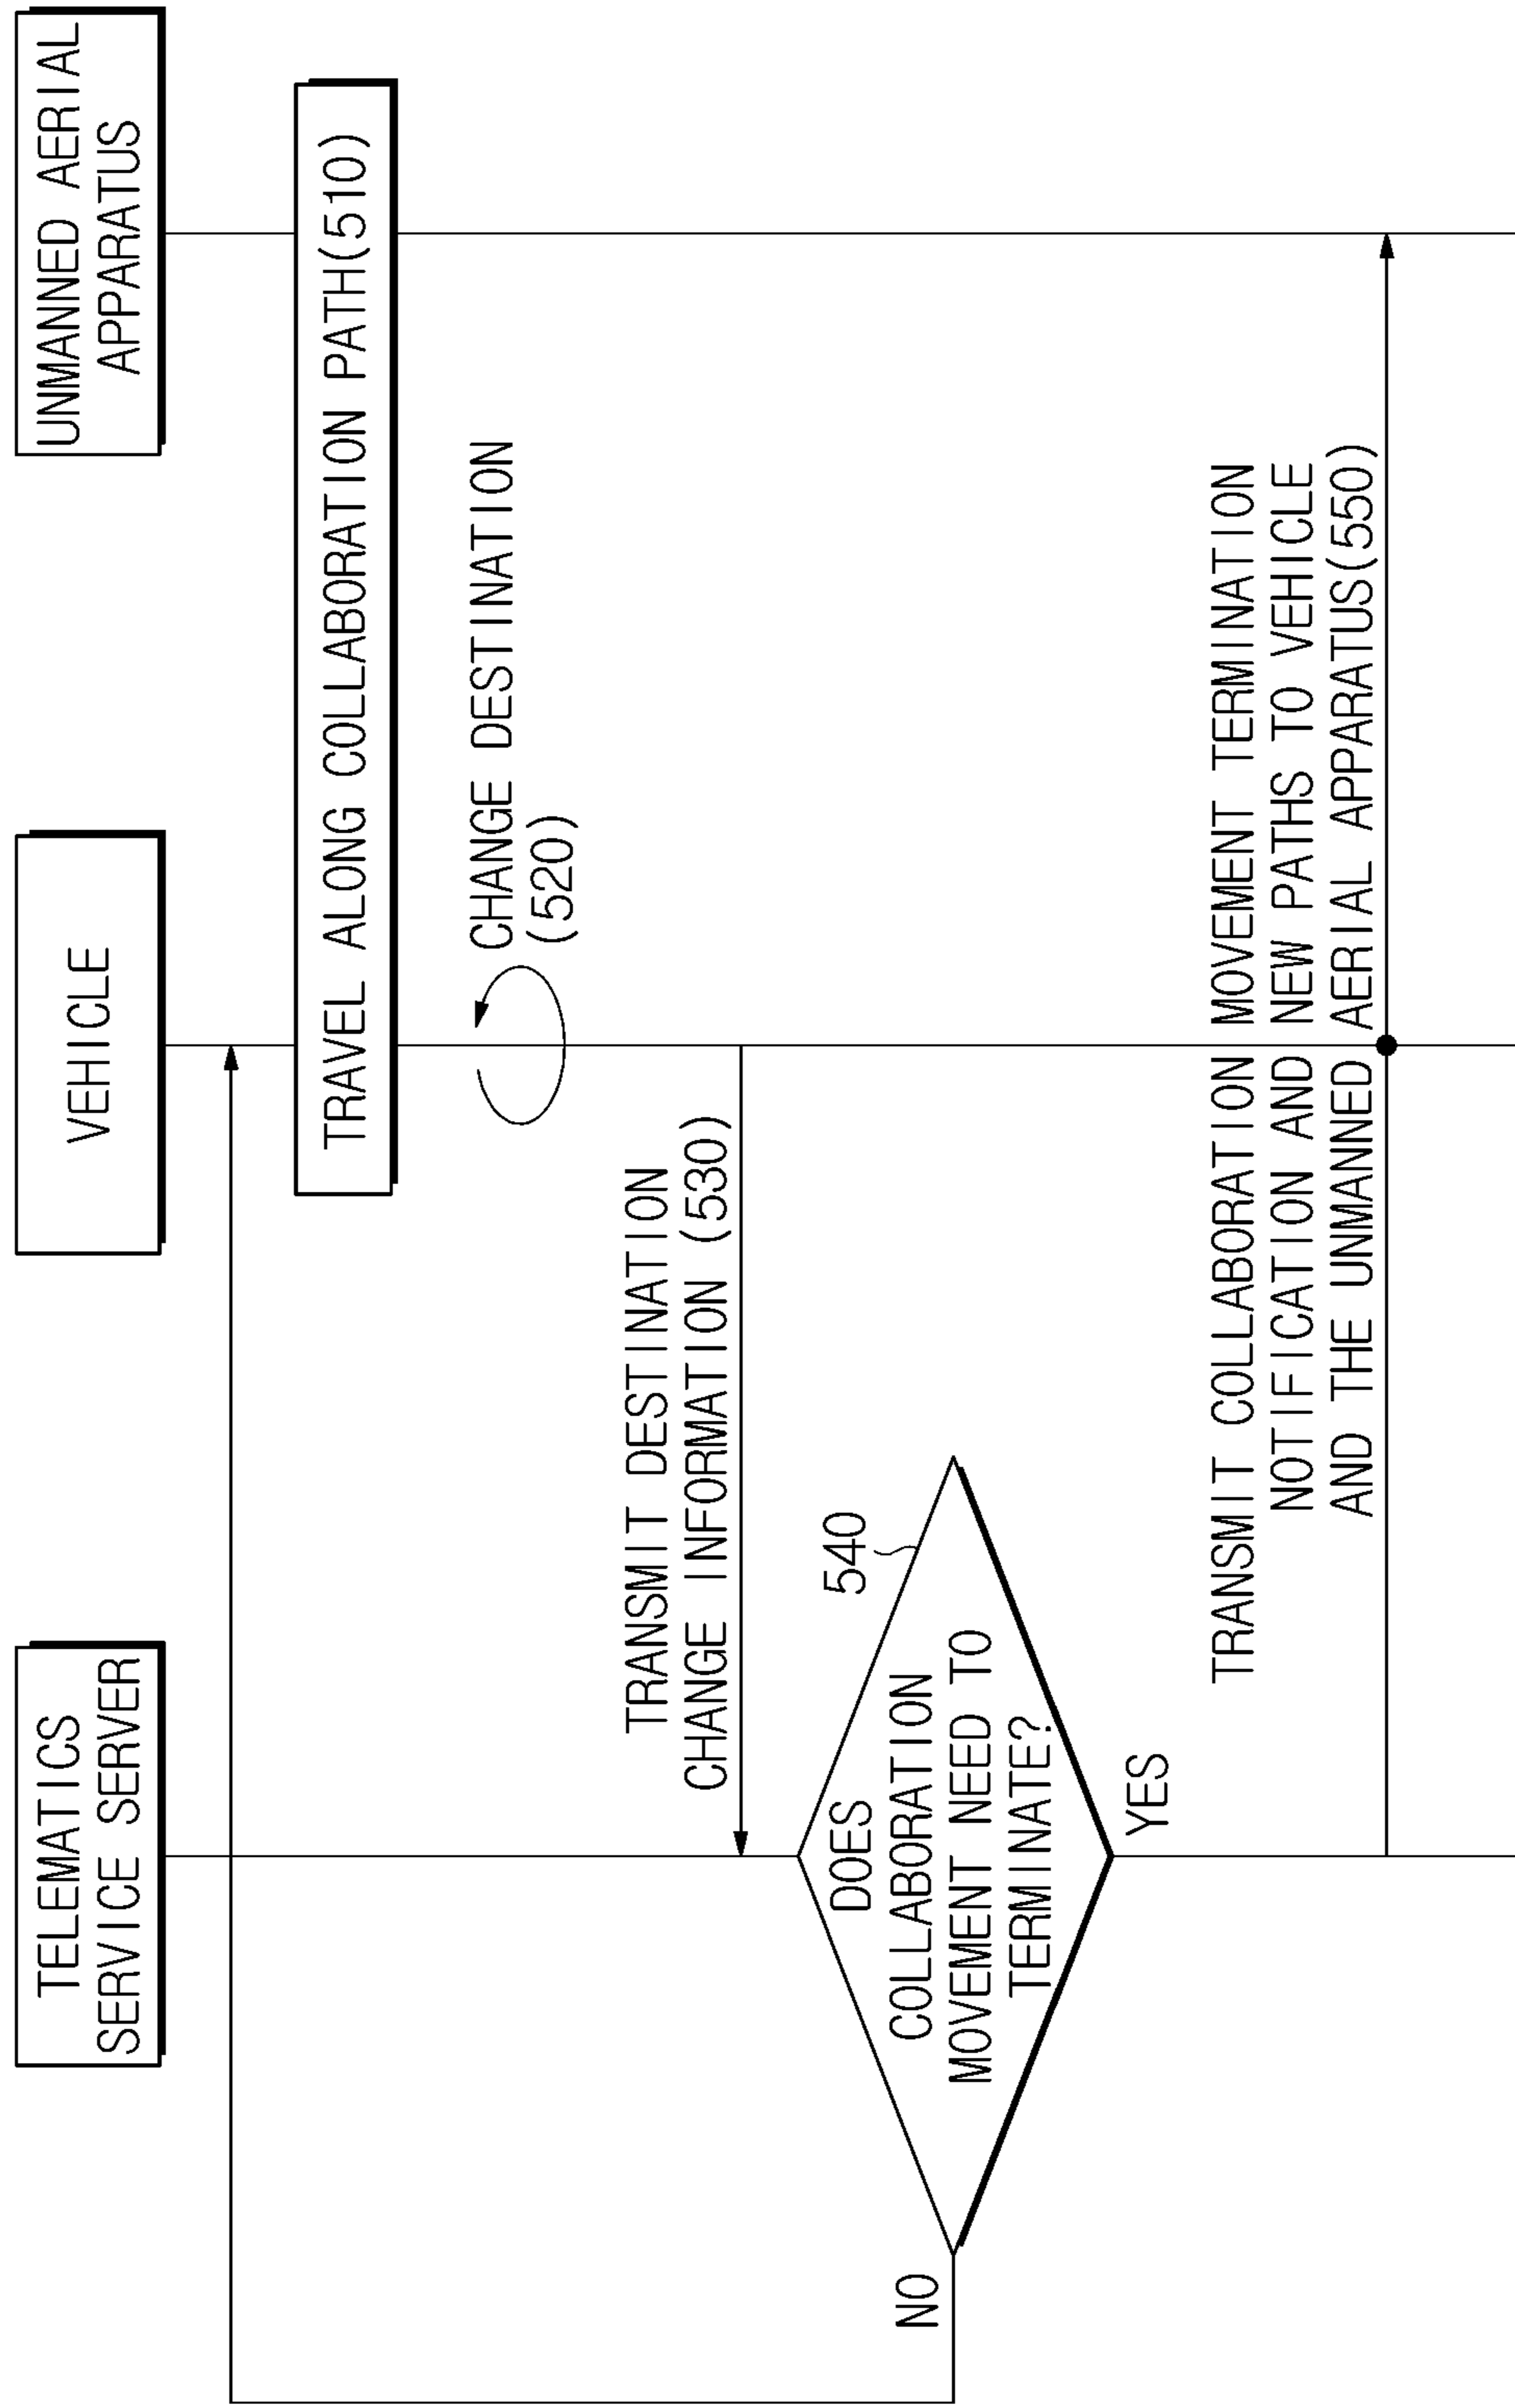 TELEMATICS
SERVICE SERVER
VEHICLE
UNMANNED AERIAL
APPARATUS
TRAVEL ALONG COLLABORATION PATH(510)
CHANGE DESTINATION
(520)
TRANSMIT DESTINATION
CHANGE INFORMATION (530)
540
DOES
COLLABORATION
MOVEMENT NEED TO
TERMINATE?
NO
YES
TRANSMIT COLLABORATION MOVEMENT TERMINATION
NOTIFICATION AND NEW PATHS TO VEHICLE
AND THE UNMANNED AERIAL APPARATUS(550)